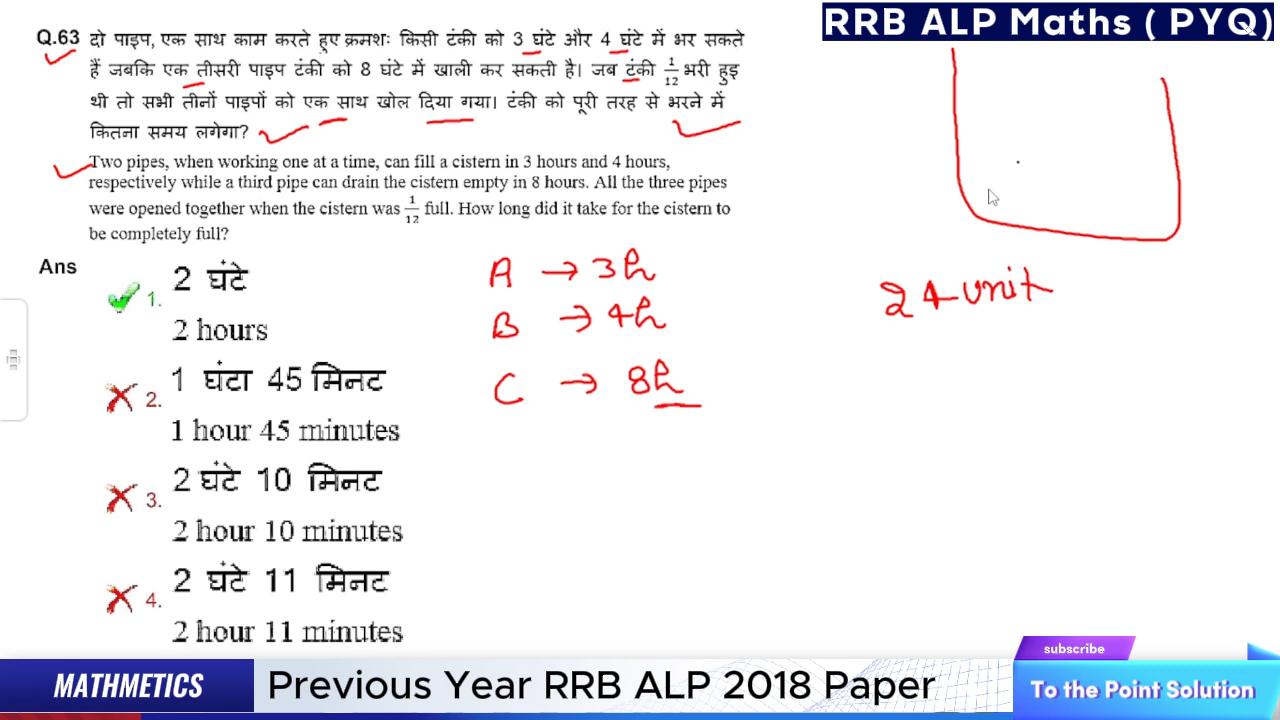 RRB ALP Maths ( PYQ)
Q.63 दो पाइप, एक साथ काम करते हुए क्रमशः किसी टंकी को 3 घंटे और 4 घंटे में भर सकते
हैं जबकि एक तीसरी पाइप टंकी को 8 घंटे में खाली कर सकती है। जब टंकी 1/12 भरी हुइ
थी तो सभी तीनों पाइपों को एक साथ खोल दिया गया। टंकी को पूरी तरह से भरने में
कितना समय लगेगा?
Two pipes, when working one at a time, can fill a cistern in 3 hours and 4 hours,
respectively while a third pipe can drain the cistern empty in 8 hours. All the three pipes
were opened together when the cistern was 1/12 full. How long did it take for the cistern to
be completely full?
Ans
1. 2 घंटे
2 hours
2. 1 घंटा 45 मिनट
1 hour 45 minutes
3. 2 घंटे 10 मिनट
2 hour 10 minutes
4. 2 घंटे 11 मिनट
2 hour 11 minutes
A → 3h
B → 4h
C → 8h
24 unit
subscribe
MATHMETICS
Previous Year RRB ALP 2018 Paper
To the Point Solution